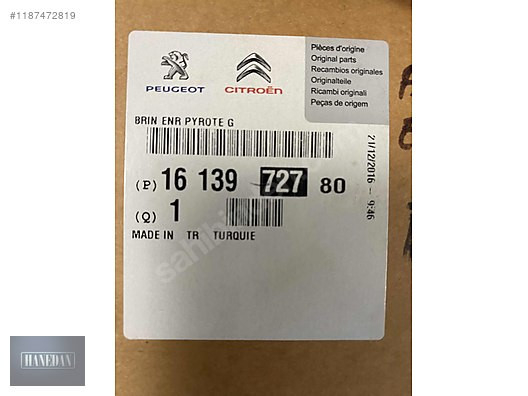 #1187472819
PEUGEOT
CITROËN
Pièces d'origine
Original parts
Recambios originales
Originalteile
Ricambi originali
Peças de origem
BRIN ENR PYROTE G
(P) 16 139 727 80
(Q) 1
MADE IN TR TURQUIE
21/12/2016 - 9:46
HANEDAN